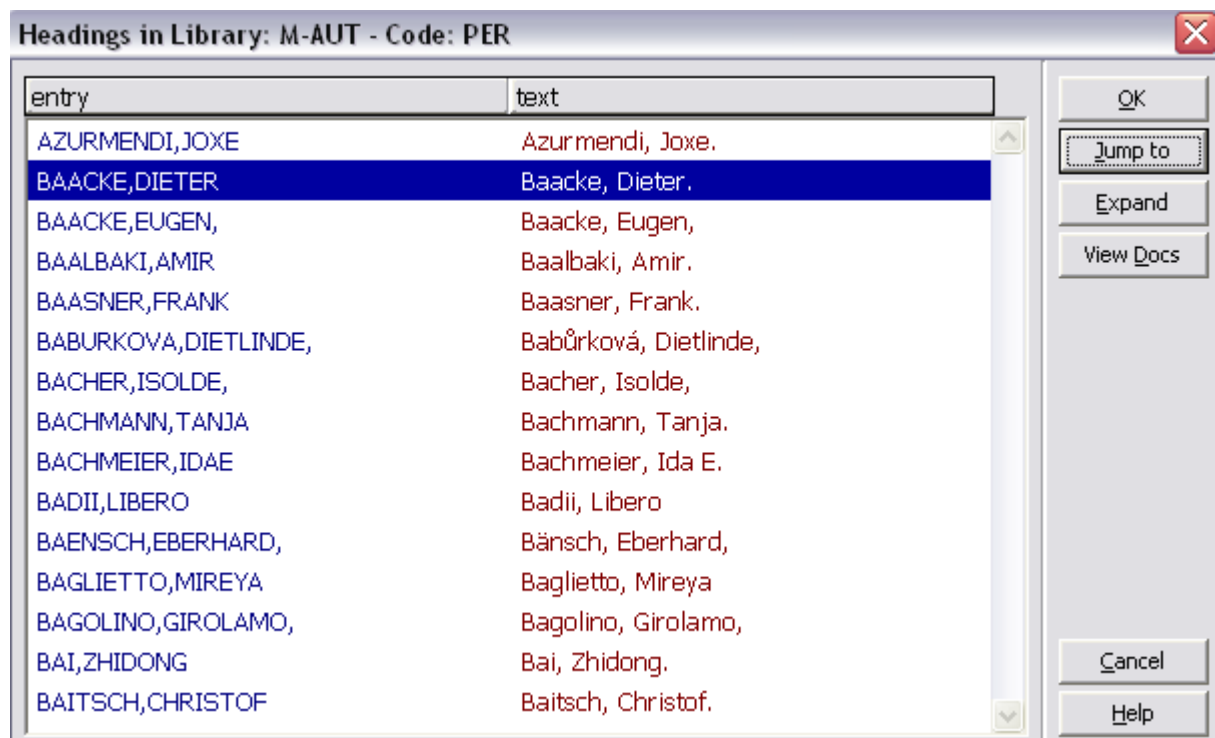 Headings in Library: M-AUT - Code: PER
entry text
AZURMENDI,JOXE Azurmendi, Joxe.
BAACKE,DIETER Baacke, Dieter.
BAACKE,EUGEN, Baacke, Eugen,
BAALBAKI,AMIR Baalbaki, Amir.
BAASNER,FRANK Baasner, Frank.
BABURKOVA,DIETLINDE, Babůrková, Dietlinde,
BACHER,ISOLDE, Bacher, Isolde,
BACHMANN,TANJA Bachmann, Tanja.
BACHMEIER,IDAE Bachmeier, Ida E.
BADII,LIBERO Badii, Libero
BAENSCH,EBERHARD, Bänsch, Eberhard,
BAGLIETTO,MIREYA Baglietto, Mireya
BAGOLINO,GIROLAMO, Bagolino, Girolamo,
BAI,ZHIDONG Bai, Zhidong.
BAITSCH,CHRISTOF Baitsch, Christof.
OK
Jump to
Expand
View Docs
Cancel
Help